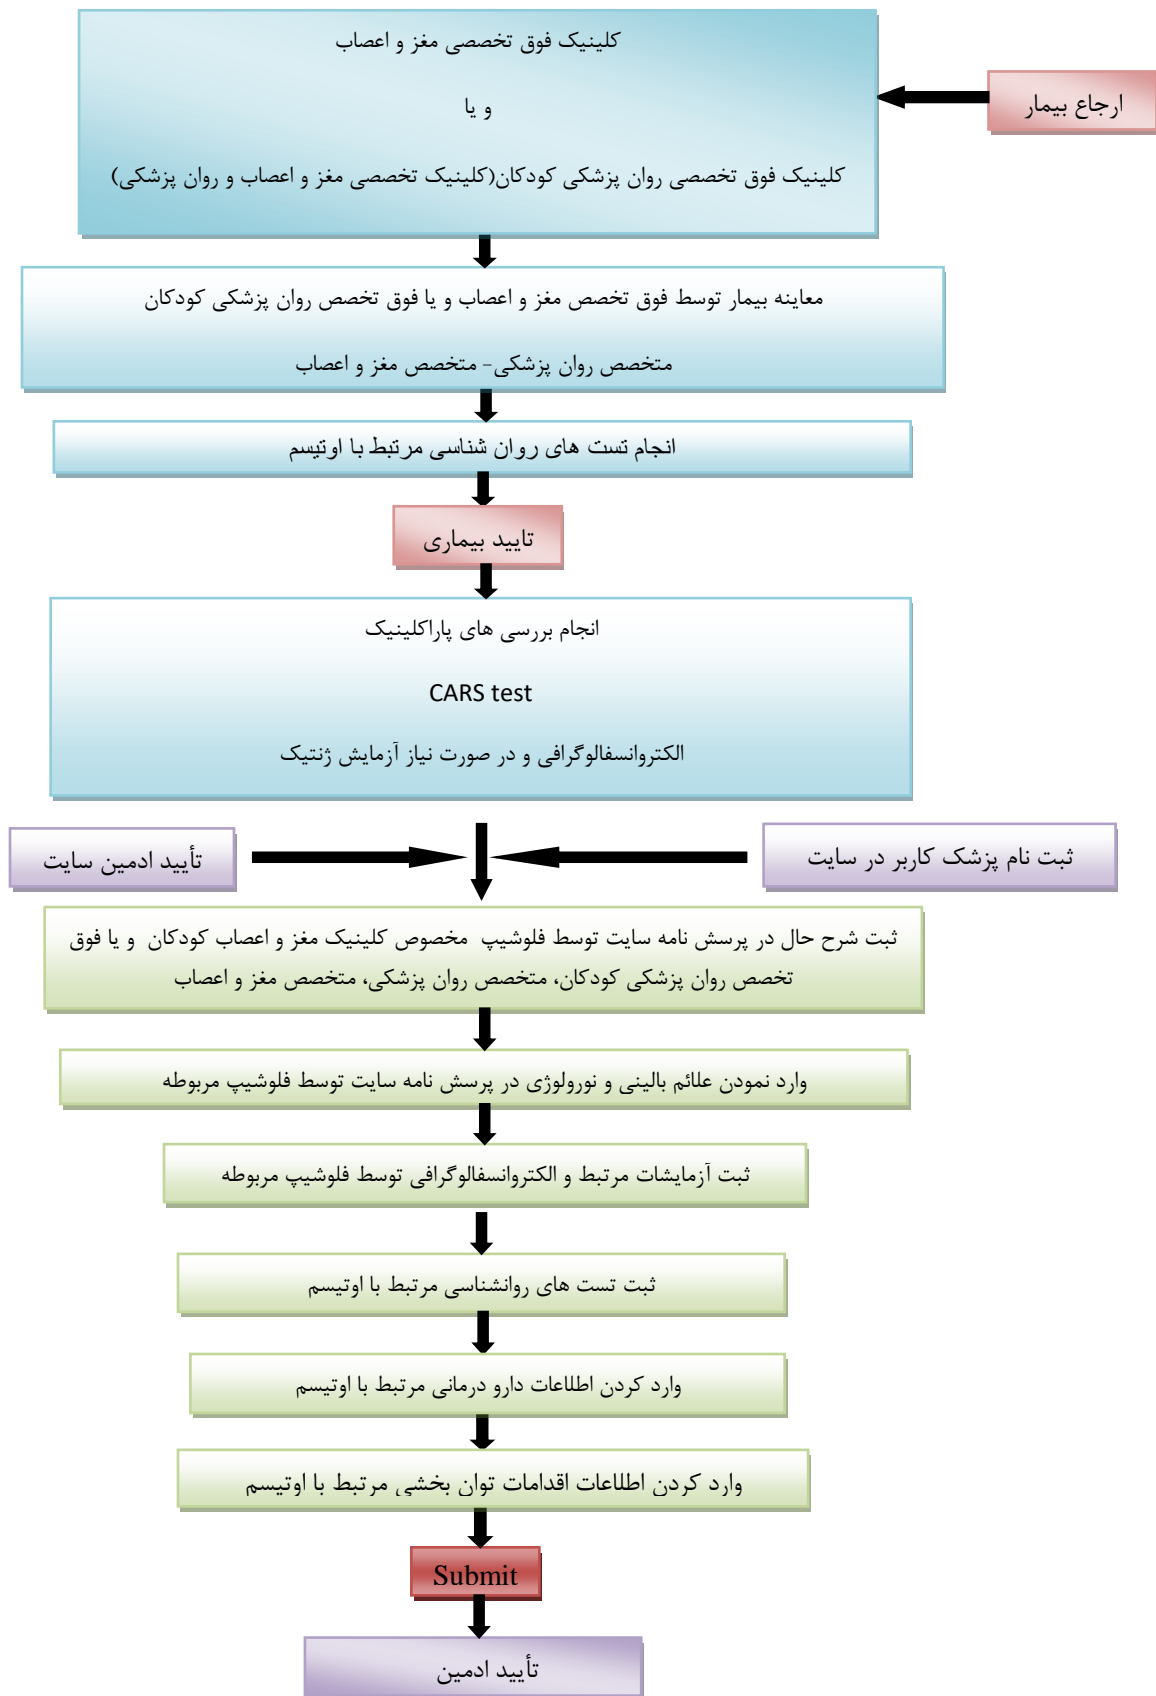 کلینیک فوق تخصصی مغز و اعصاب
و یا
کلینیک فوق تخصصی روان پزشکی کودکان(کلینیک تخصصی مغز و اعصاب و روان پزشکی)
ارجاع بیمار
معاینه بیمار توسط فوق تخصص مغز و اعصاب و یا فوق تخصص روان پزشکی کودکان
متخصص روان پزشکی- متخصص مغز و اعصاب
انجام تست های روان شناسی مرتبط با اوتیسم
تایید بیماری
انجام بررسی های پاراکلینیک
CARS test
الکتروانسفالوگرافی و در صورت نیاز آزمایش ژنتیک
ثبت نام پزشک کاربر در سایت
تأیید ادمین سایت
ثبت شرح حال در پرسش نامه سایت توسط فلوشیپ مخصوص کلینیک مغز و اعصاب کودکان و یا فوق
تخصص روان پزشکی کودکان، متخصص روان پزشکی، متخصص مغز و اعصاب
وارد نمودن علائم بالینی و نورولوژی در پرسش نامه سایت توسط فلوشیپ مربوطه
ثبت آزمایشات مرتبط و الکتروانسفالوگرافی توسط فلوشیپ مربوطه
ثبت تست های روانشناسی مرتبط با اوتیسم
وارد کردن اطلاعات دارو درمانی مرتبط با اوتیسم
وارد کردن اطلاعات اقدامات توان بخشی مرتبط با اوتیسم
Submit
تأیید ادمین